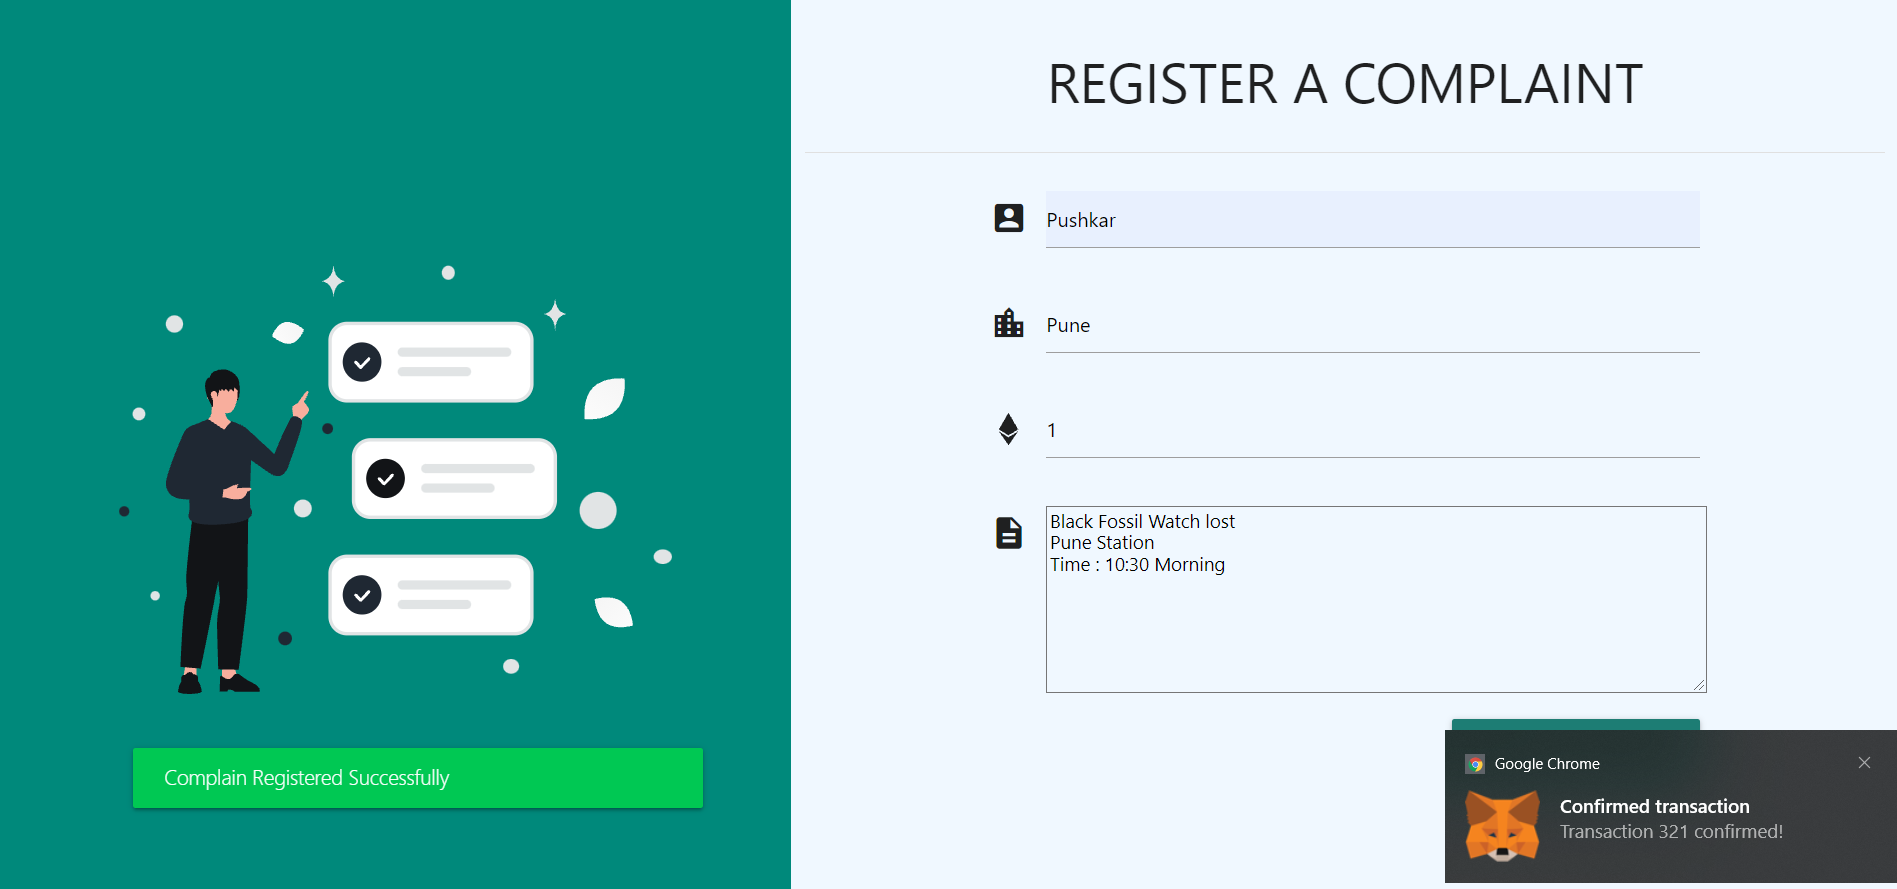 REGISTER A COMPLAINT
Pushkar
Pune
1
Black Fossil Watch lost
Pune Station
Time : 10:30 Morning
Complain Registered Successfully
Google Chrome
Confirmed transaction
Transaction 321 confirmed!